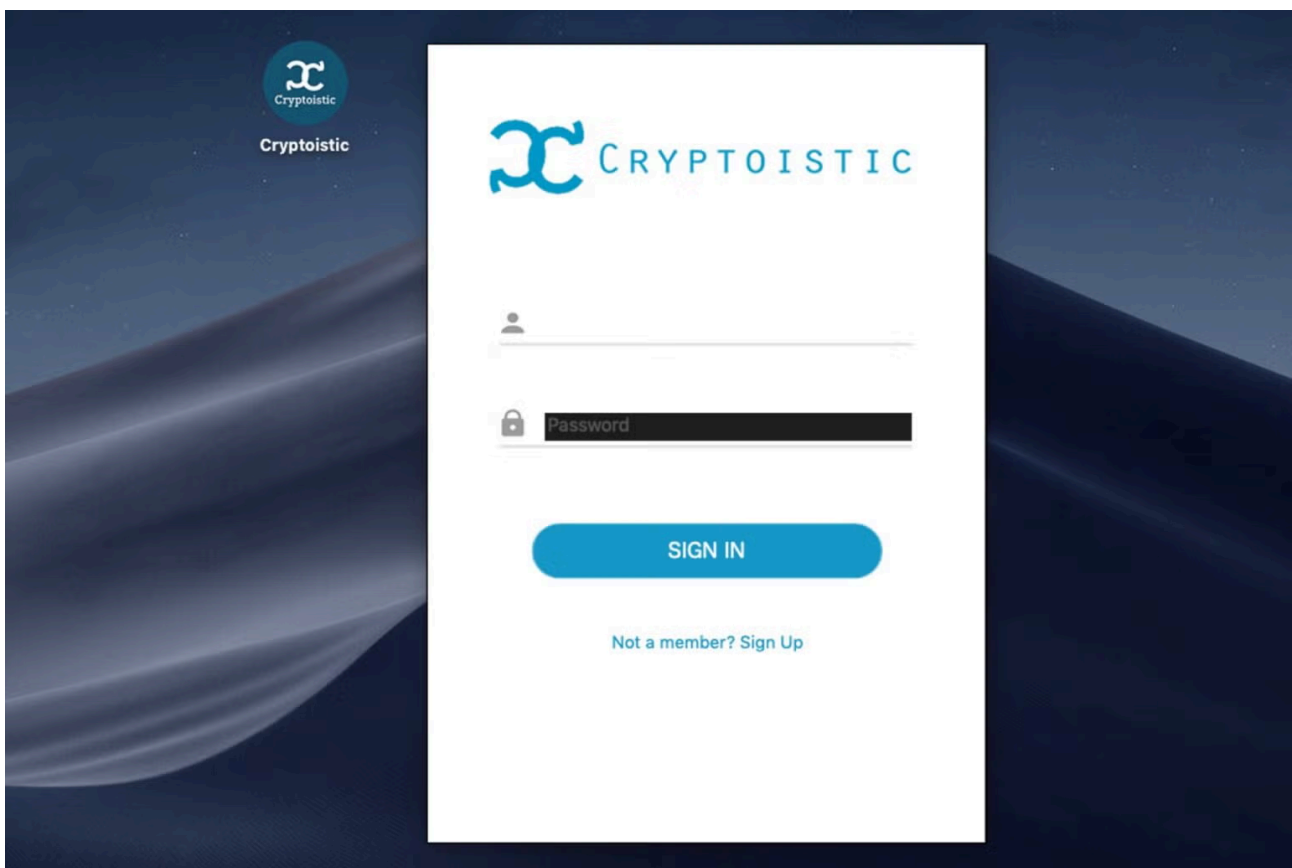 Cryptoistic
Cryptoistic
CRYPTOISTIC
Password
SIGN IN
Not a member? Sign Up